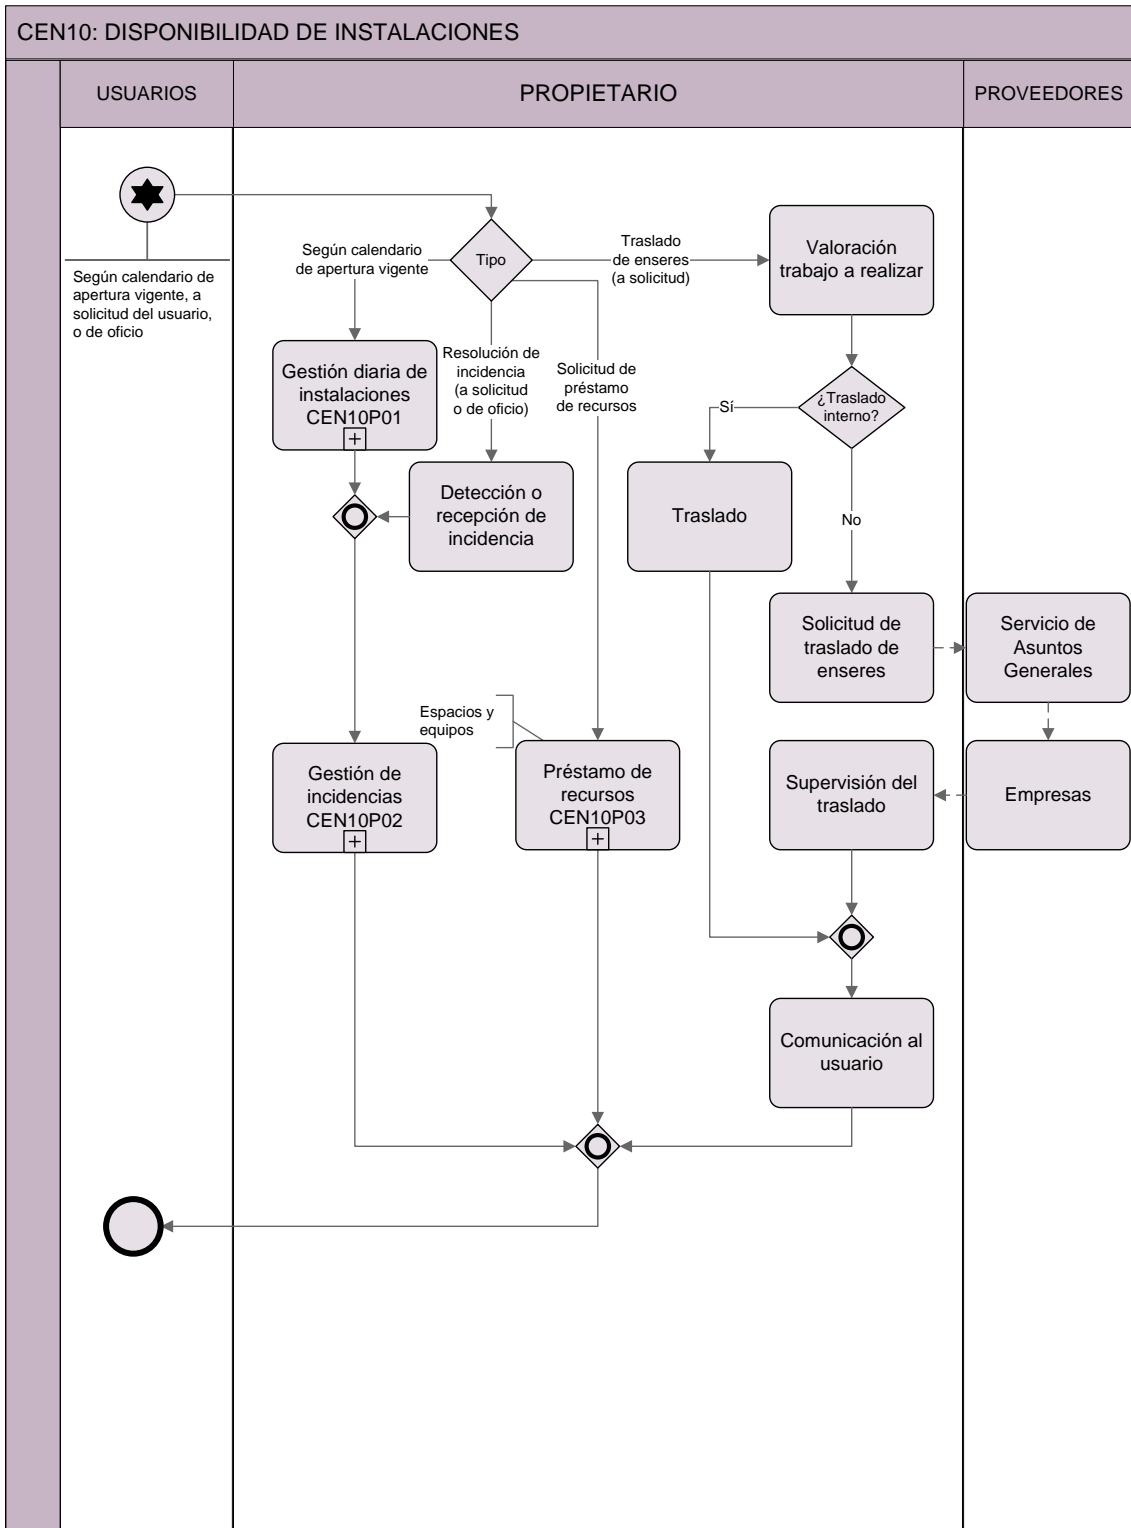 CEN10: DISPONIBILIDAD DE INSTALACIONES
USUARIOS
PROPIETARIO
PROVEEDORES
Según calendario de
apertura vigente, a
solicitud del usuario,
o de oficio
Tipo
Según calendario
de apertura vigente
Traslado
de enseres
(a solicitud)
Valoración
trabajo a realizar
Resolución de
incidencia
(a solicitud
o de oficio)
Solicitud de
préstamo
de recursos
Gestión diaria de
instalaciones
CEN10P01
¿Traslado
interno?
Sí
No
Detección o
recepción de
incidencia
Traslado
Solicitud de
traslado de
enseres
Servicio de
Asuntos
Generales
Espacios y
equipos
Gestión de
incidencias
CEN10P02
Préstamo de
recursos
CEN10P03
Supervisión del
traslado
Empresas
Comunicación al
usuario